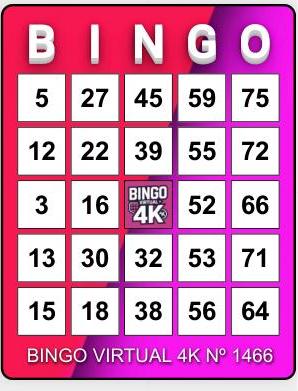 B I N G O
5 27 45 59 75
12 22 39 55 72
3 16 BINGO VIRTUAL 4K 52 66
13 30 32 53 71
15 18 38 56 64
BINGO VIRTUAL 4K Nº 1466